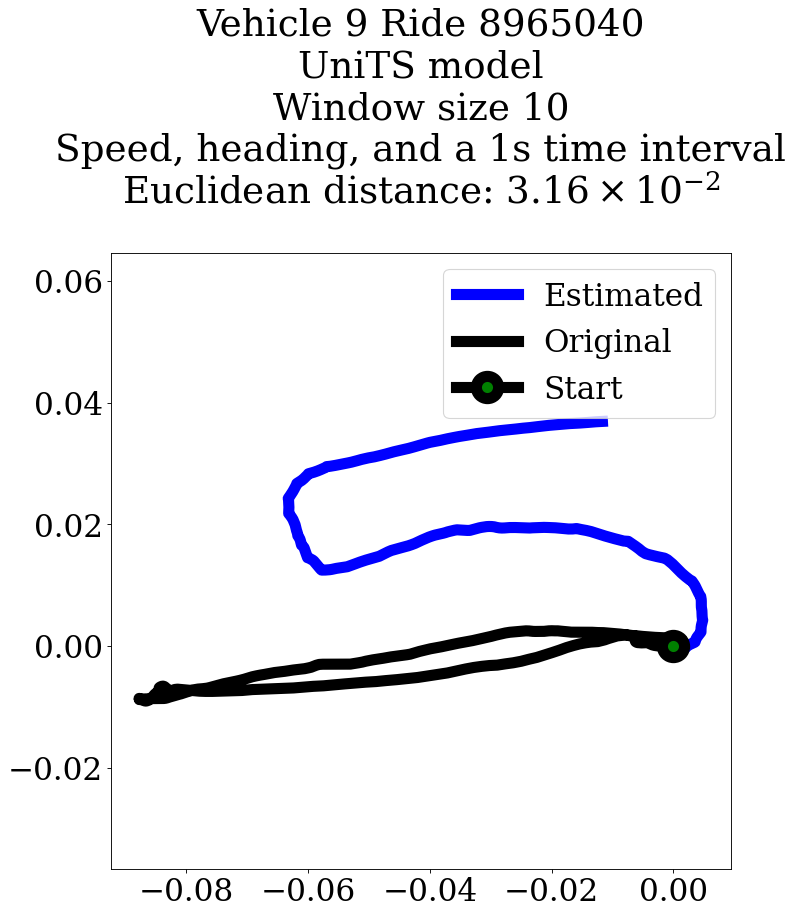 Vehicle 9 Ride 8965040
UniTS model
Window size 10
Speed, heading, and a 1s time interval
Euclidean distance: 3.16 × 10⁻²
0.06
0.04
0.02
0.00
−0.02
Estimated
Original
Start
−0.08 −0.06 −0.04 −0.02 0.00